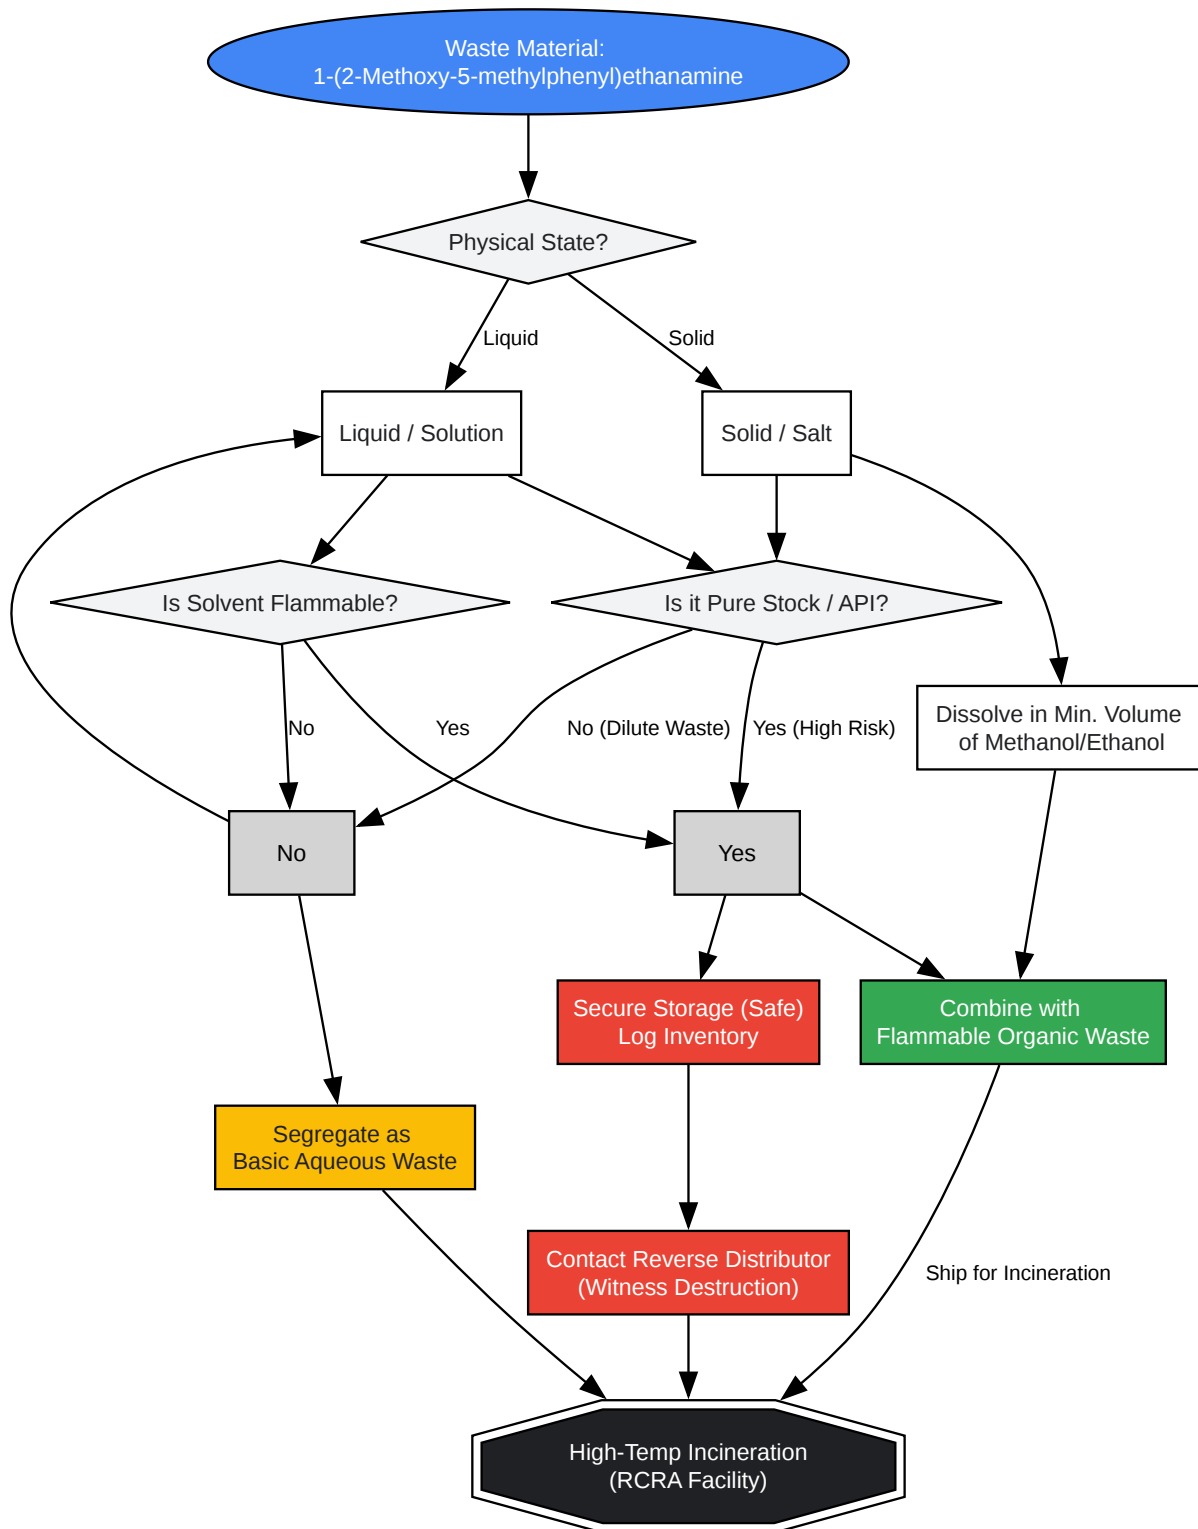 Waste Material:
1-(2-Methoxy-5-methylphenyl)ethanamine
Physical State?
Liquid
Solid
Liquid / Solution
Solid / Salt
Is Solvent Flammable?
Is it Pure Stock / API?
Dissolve in Min. Volume
of Methanol/Ethanol
No
Yes
No (Dilute Waste)
Yes (High Risk)
No
Yes
Secure Storage (Safe)
Log Inventory
Combine with
Flammable Organic Waste
Segregate as
Basic Aqueous Waste
Contact Reverse Distributor
(Witness Destruction)
Ship for Incineration
High-Temp Incineration
(RCRA Facility)